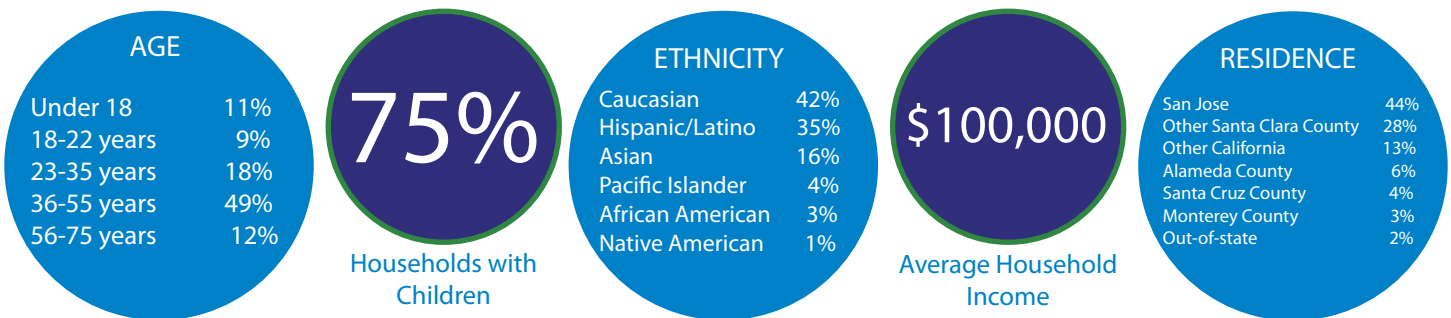 AGE
Under 18 11%
18-22 years 9%
23-35 years 18%
36-55 years 49%
56-75 years 12%
75%
Households with
Children
ETHNICITY
Caucasian 42%
Hispanic/Latino 35%
Asian 16%
Pacific Islander 4%
African American 3%
Native American 1%
$100,000
Average Household
Income
RESIDENCE
San Jose 44%
Other Santa Clara County 28%
Other California 13%
Alameda County 6%
Santa Cruz County 4%
Monterey County 3%
Out-of-state 2%